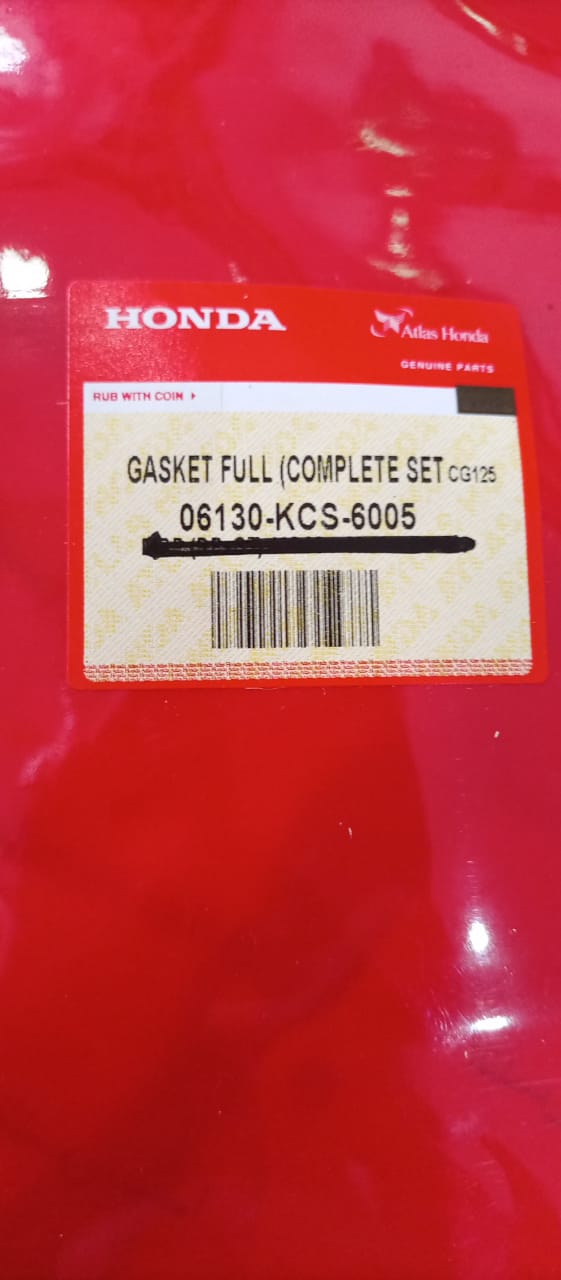 HONDA
Atlas Honda
GENUINE PARTS
RUB WITH COIN
GASKET FULL (COMPLETE SET CG125
06130-KCS-6005